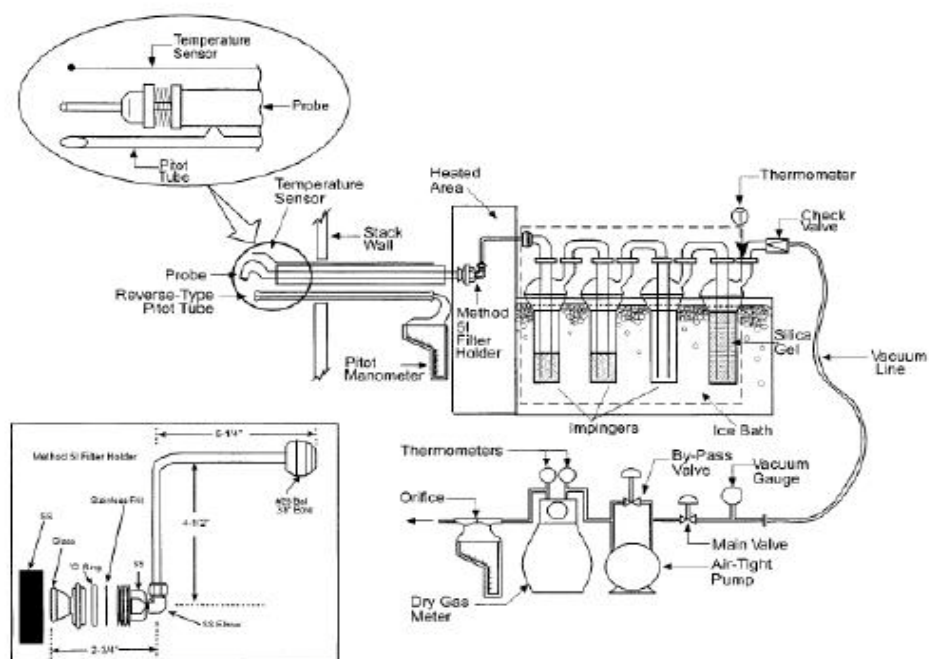 Temperature
Sensor
Probe
Pitot
Tube
Temperature
Sensor
Heated
Area
Thermometer
Check
Valve
Stack
Wall
Probe
Reverse-Type
Pitot Tube
Method
5I
Filter
Holder
Pitot
Manometer
Silica
Gel
Vacuum
Line
Impingers
Ice Bath
Thermometers
By-Pass
Valve
Vacuum
Gauge
Orifice
Main Valve
Air-Tight
Pump
Dry Gas
Meter
T
Method 5I Filter Holder
Stainless Frit
SS
Glass
"O" Ring
SS
4-1/2"
SS Elbow
2-3/4"